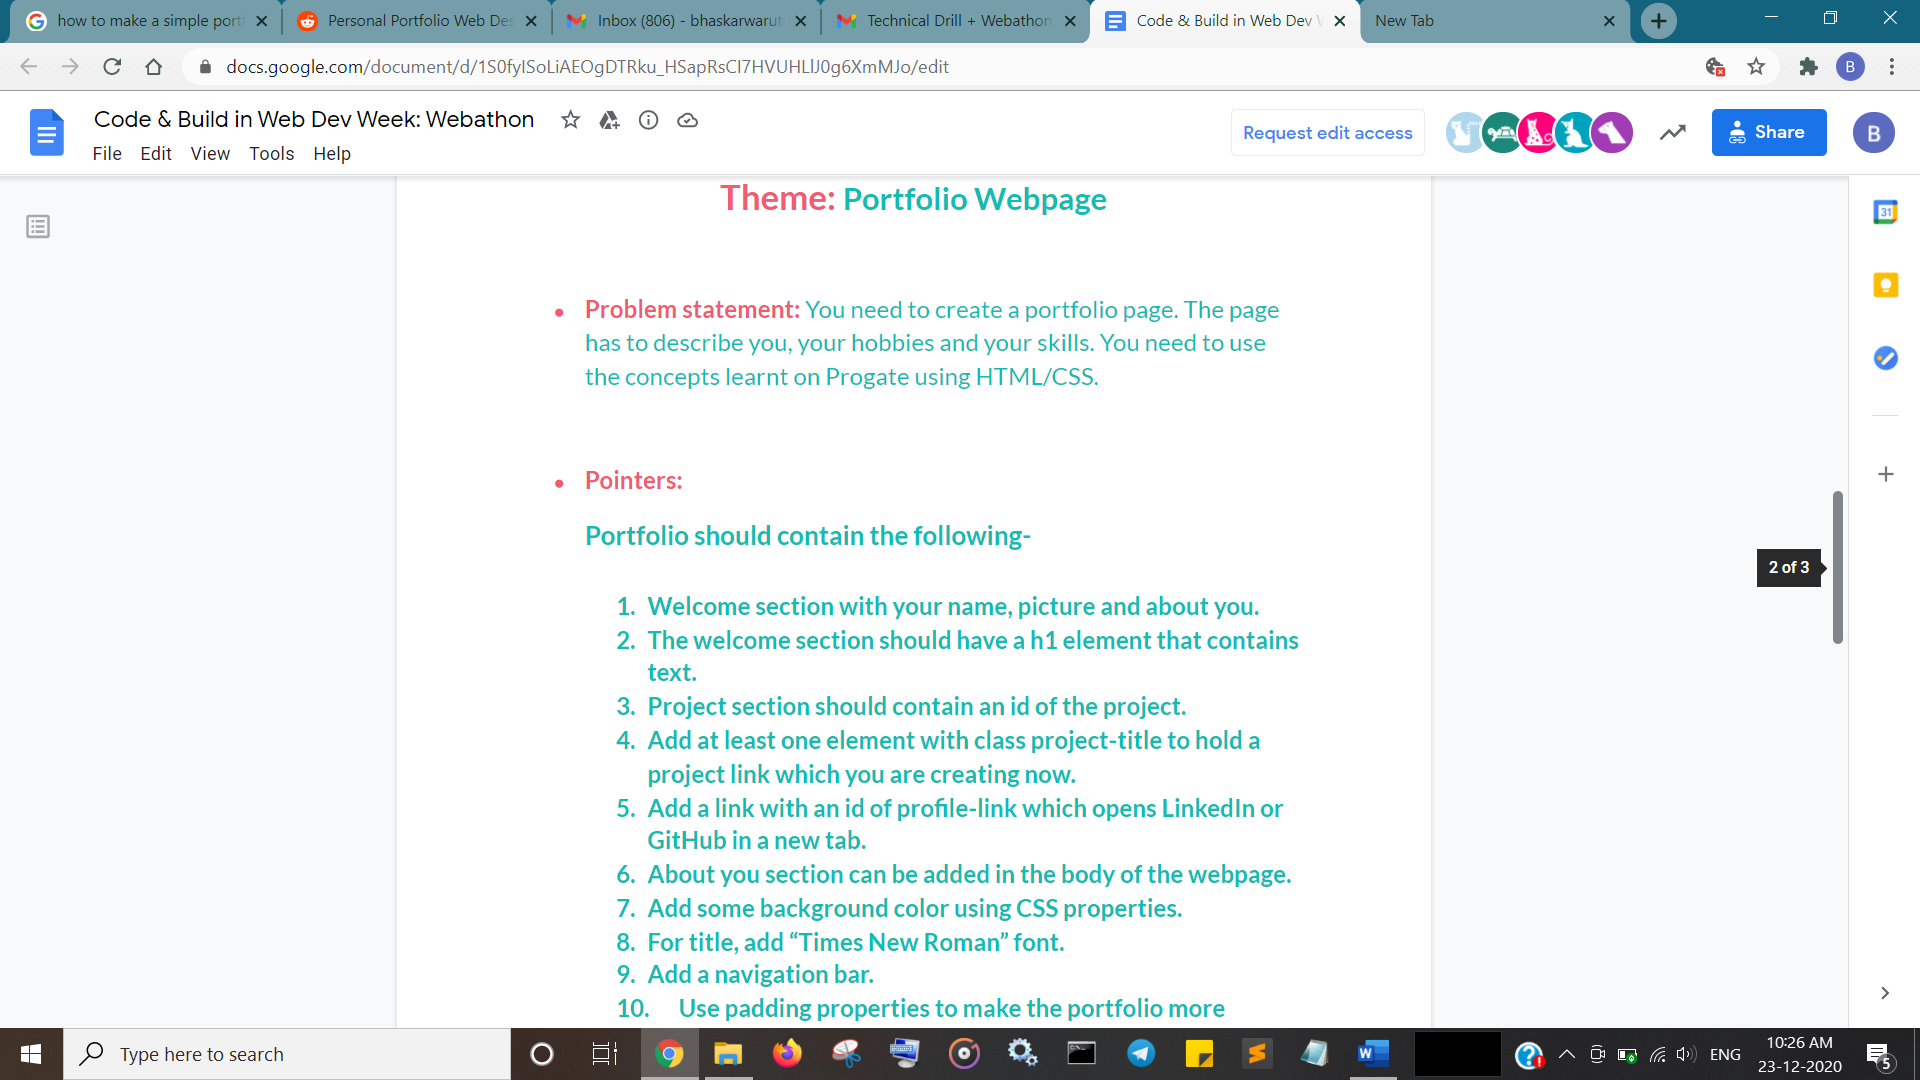 how to make a simple port
Personal Portfolio Web Des
Inbox (806) - bhaskarwarut
Technical Drill + Webathon
Code & Build in Web Dev W
New Tab
docs.google.com/document/d/1S0fyISoLiAEOgDTRku_HSapRsCI7HVUHLlJ0g6XmMJo/edit
B
Code & Build in Web Dev Week: Webathon
File Edit View Tools Help
Request edit access
Share
B
31
Theme: Portfolio Webpage
• Problem statement: You need to create a portfolio page. The page
has to describe you, your hobbies and your skills. You need to use
the concepts learnt on Progate using HTML/CSS.
• Pointers:
Portfolio should contain the following-
1. Welcome section with your name, picture and about you.
2. The welcome section should have a h1 element that contains
text.
3. Project section should contain an id of the project.
4. Add at least one element with class project-title to hold a
project link which you are creating now.
5. Add a link with an id of profile-link which opens LinkedIn or
GitHub in a new tab.
6. About you section can be added in the body of the webpage.
7. Add some background color using CSS properties.
8. For title, add “Times New Roman” font.
9. Add a navigation bar.
10. Use padding properties to make the portfolio more
2 of 3
Type here to search
ENG
10:26 AM
23-12-2020
5